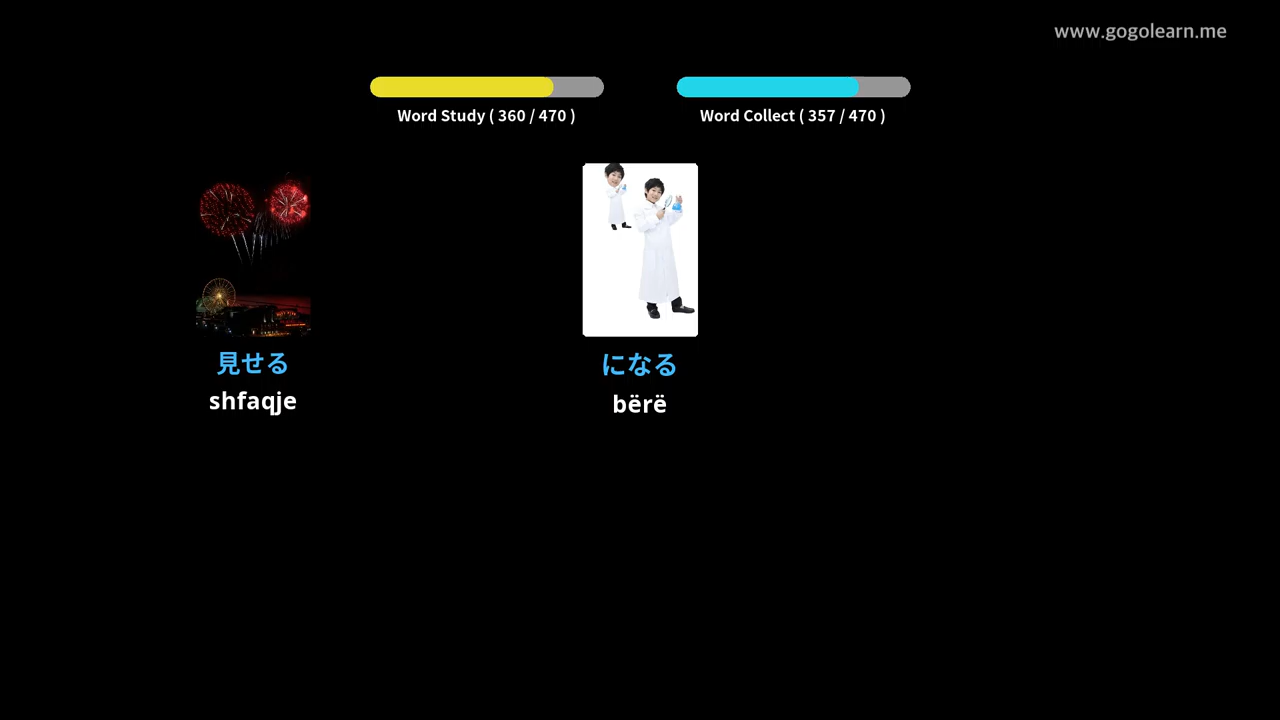 www.gogolearn.me
Word Study ( 360 / 470 )
Word Collect ( 357 / 470 )
見せる
shfaqje
になる
bërë